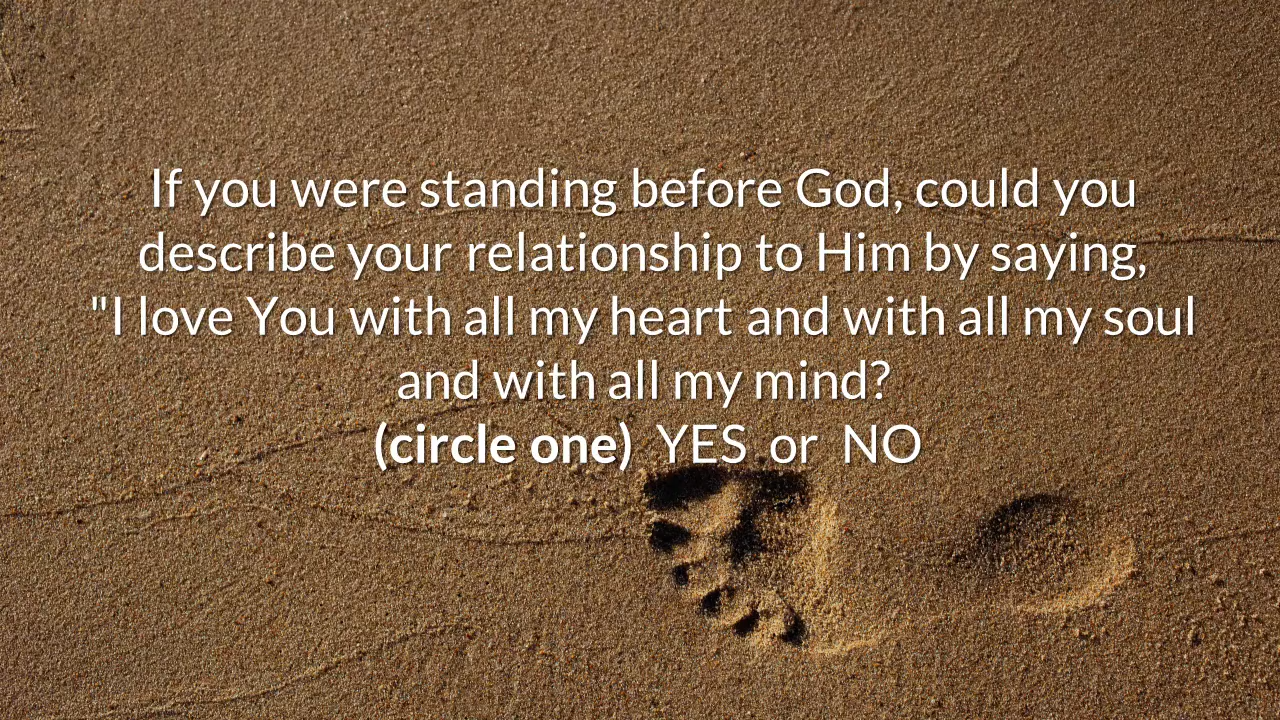 If you were standing before God, could you
describe your relationship to Him by saying,
"I love You with all my heart and with all my soul
and with all my mind?
(circle one) YES or NO